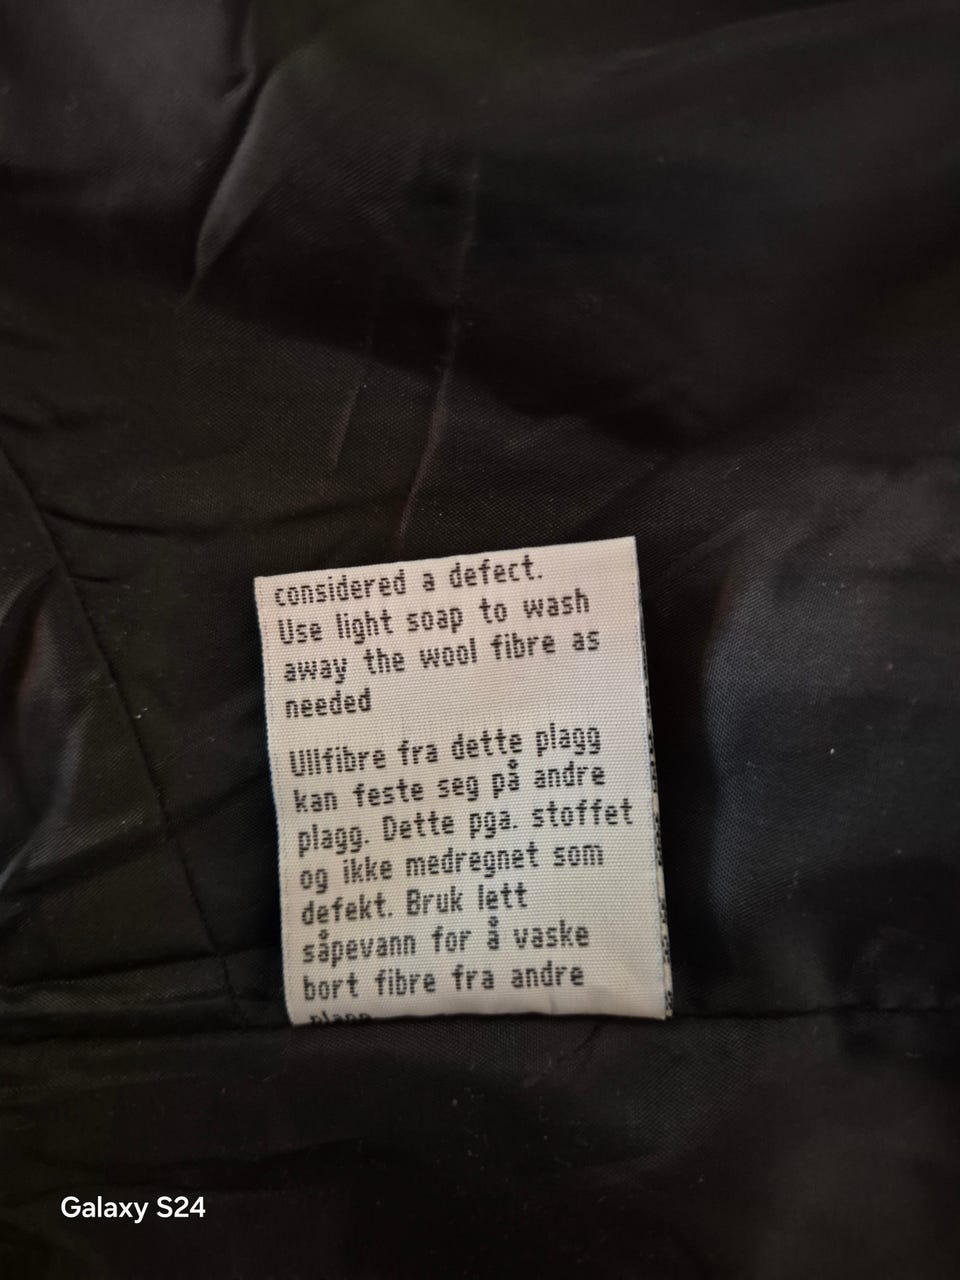 considered a defect.
Use light soap to wash
away the wool fibre as
needed
Ullfibre fra dette plagg
kan feste seg på andre
plagg. Dette pga. stoffet
og ikke medregnet som
defekt. Bruk lett
såpevann for å vaske
bort fibre fra andre
plagg
Galaxy S24